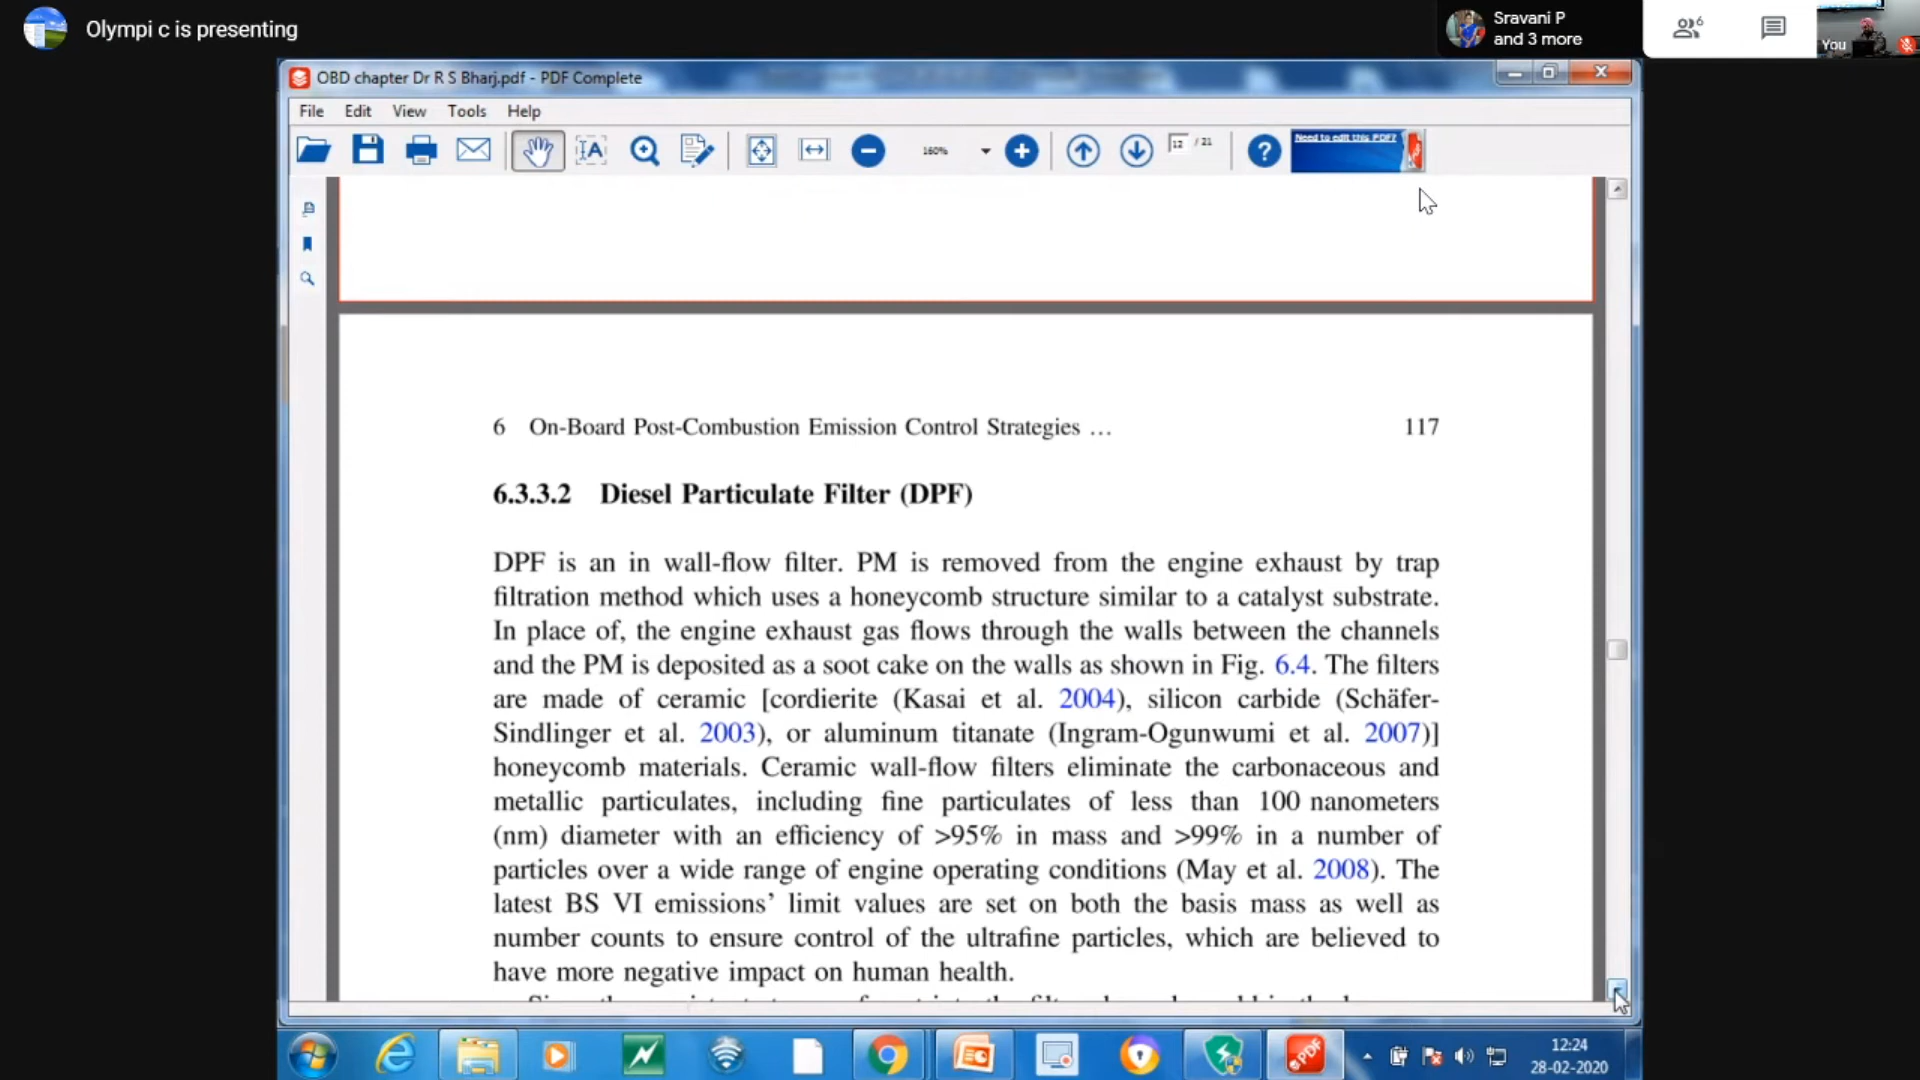 Olympi c is presenting
Sravani P
and 3 more
6
You
OBD chapter Dr R S Bharj.pdf - PDF Complete
File Edit View Tools Help
160%
12 / 21
Need to edit this PDF?
6 On-Board Post-Combustion Emission Control Strategies … 117
6.3.3.2 Diesel Particulate Filter (DPF)
DPF is an in wall-flow filter. PM is removed from the engine exhaust by trap
filtration method which uses a honeycomb structure similar to a catalyst substrate.
In place of, the engine exhaust gas flows through the walls between the channels
and the PM is deposited as a soot cake on the walls as shown in Fig. 6.4. The filters
are made of ceramic [cordierite (Kasai et al. 2004), silicon carbide (Schäfer-
Sindlinger et al. 2003), or aluminum titanate (Ingram-Ogunwumi et al. 2007)]
honeycomb materials. Ceramic wall-flow filters eliminate the carbonaceous and
metallic particulates, including fine particulates of less than 100 nanometers
(nm) diameter with an efficiency of >95% in mass and >99% in a number of
particles over a wide range of engine operating conditions (May et al. 2008). The
latest BS VI emissions' limit values are set on both the basis mass as well as
number counts to ensure control of the ultrafine particles, which are believed to
have more negative impact on human health.
PDF
12:24
28-02-2020